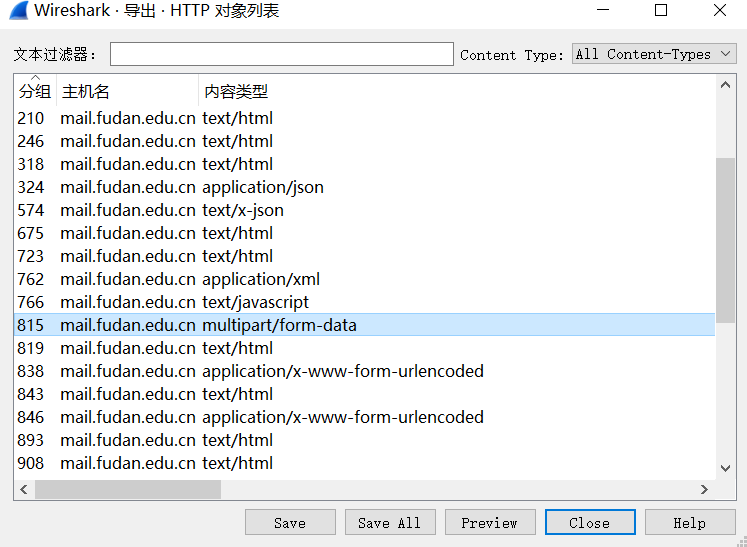 Wireshark · 导出 · HTTP 对象列表
文本过滤器： Content Type: All Content-Types
分组 主机名 内容类型
210 mail.fudan.edu.cn text/html
246 mail.fudan.edu.cn text/html
318 mail.fudan.edu.cn text/html
324 mail.fudan.edu.cn application/json
574 mail.fudan.edu.cn text/x-json
675 mail.fudan.edu.cn text/html
723 mail.fudan.edu.cn text/html
762 mail.fudan.edu.cn application/xml
766 mail.fudan.edu.cn text/javascript
815 mail.fudan.edu.cn multipart/form-data
819 mail.fudan.edu.cn text/html
838 mail.fudan.edu.cn application/x-www-form-urlencoded
843 mail.fudan.edu.cn text/html
846 mail.fudan.edu.cn application/x-www-form-urlencoded
893 mail.fudan.edu.cn text/html
908 mail.fudan.edu.cn text/html
Save Save All Preview Close Help